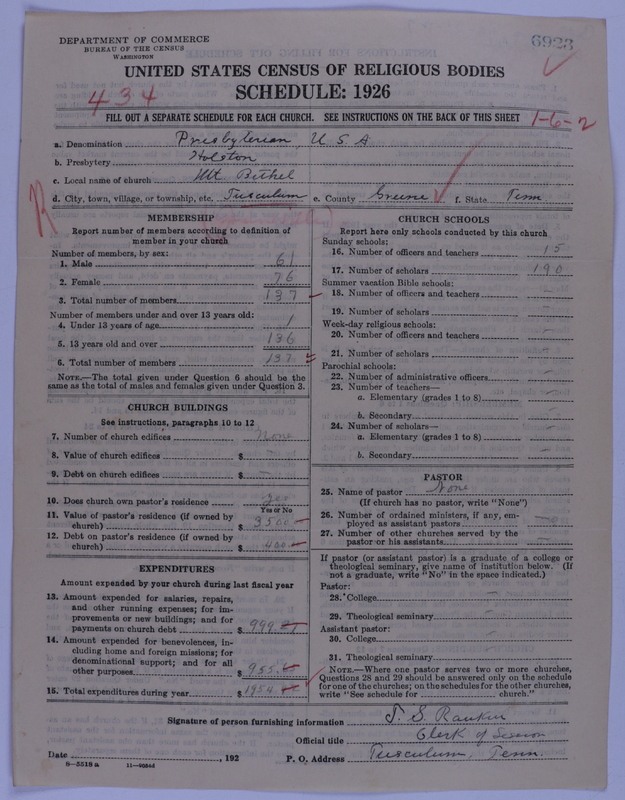 6923
DEPARTMENT OF COMMERCE
BUREAU OF THE CENSUS
WASHINGTON
UNITED STATES CENSUS OF RELIGIOUS BODIES
SCHEDULE: 1926
434
FILL OUT A SEPARATE SCHEDULE FOR EACH CHURCH. SEE INSTRUCTIONS ON THE BACK OF THIS SHEET
1-6-2
a. Denomination Presbyterian, U.S.A
b. Presbytery Holston
c. Local name of church Mt Bethel
d. City, town, village, or township, etc. Tusculum e. County Greene f. State Tenn
MEMBERSHIP
Report number of members according to definition of
member in your church
Number of members, by sex:
1. Male 61
2. Female 76
3. Total number of members 137
Number of members under and over 13 years old:
4. Under 13 years of age 1
5. 13 years old and over 136
6. Total number of members 137
NOTE.—The total given under Question 6 should be the
same as the total of males and females given under Question 3.
CHURCH BUILDINGS
See instructions, paragraphs 10 to 12
7. Number of church edifices None
8. Value of church edifices $ —
9. Debt on church edifices $ —
10. Does church own pastor's residence yes
Yes or No
11. Value of pastor's residence (if owned by
church) $ 3500
12. Debt on pastor's residence (if owned by
church) $ 400
EXPENDITURES
Amount expended by your church during last fiscal year
13. Amount expended for salaries, repairs,
and other running expenses; for im-
provements or new buildings; and for
payments on church debt $ 999
14. Amount expended for benevolences, in-
cluding home and foreign missions; for
denominational support; and for all
other purposes $ 955
15. Total expenditures during year $ 1954
CHURCH SCHOOLS
Report here only schools conducted by this church
Sunday schools:
16. Number of officers and teachers 15
17. Number of scholars 190
Summer vacation Bible schools:
18. Number of officers and teachers —
19. Number of scholars —
Week-day religious schools:
20. Number of officers and teachers —
21. Number of scholars —
Parochial schools:
22. Number of administrative officers —
23. Number of teachers—
a. Elementary (grades 1 to 8) —
b. Secondary —
24. Number of scholars—
a. Elementary (grades 1 to 8) —
b. Secondary —
PASTOR
25. Name of pastor None
(If church has no pastor, write "None")
26. Number of ordained ministers, if any, em-
ployed as assistant pastors
27. Number of other churches served by the
pastor or his assistants —
If pastor (or assistant pastor) is a graduate of a college or
theological seminary, give name of institution below. (If
not a graduate, write "No" in the space indicated.)
Pastor:
28. College —
29. Theological seminary —
Assistant pastor:
30. College —
31. Theological seminary —
NOTE.—Where one pastor serves two or more churches,
Questions 28 and 29 should be answered only on the schedule
for one of the churches; on the schedules for the other churches,
write "See schedule for church."
Signature of person furnishing information T. S. Rankin
Official title Clerk of Session
Date , 192 P. O. Address Tusculum, Tenn.